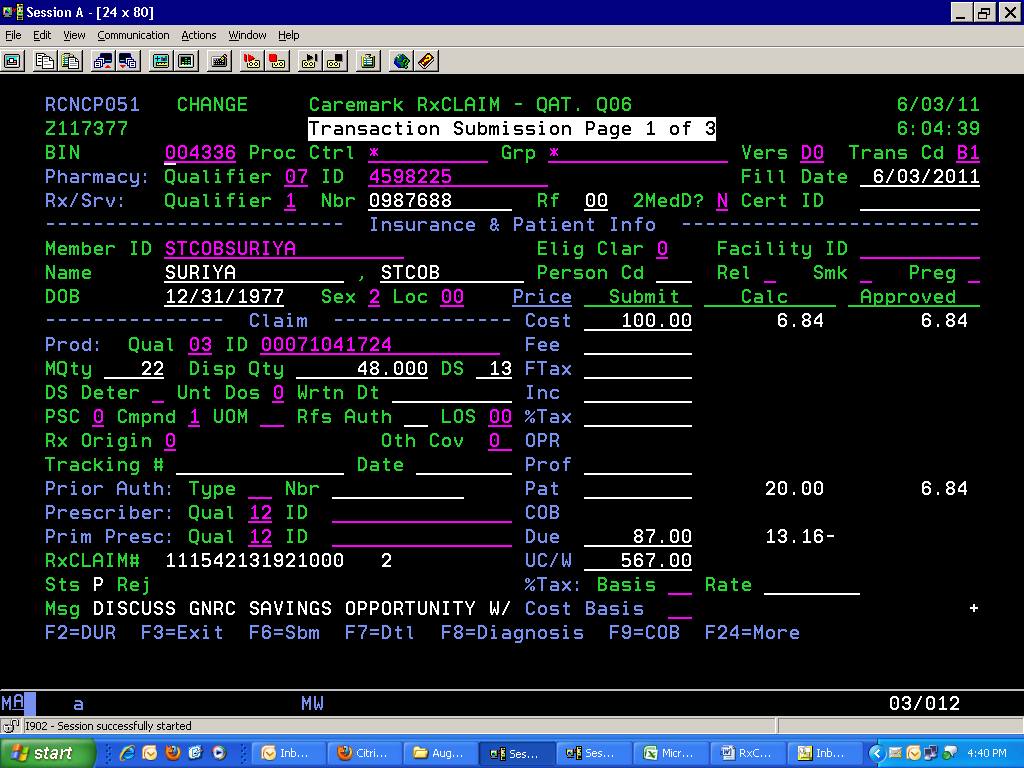 Session A - [24 x 80]
File Edit View Communication Actions Window Help
RCNCP051 CHANGE Caremark RxCLAIM - QAT. Q06 6/03/11
Z117377 Transaction Submission Page 1 of 3 6:04:39
BIN 004336 Proc Ctrl * Grp * Vers D0 Trans Cd B1
Pharmacy: Qualifier 07 ID 4598225 Fill Date 6/03/2011
Rx/Srv: Qualifier 1 Nbr 0987688 Rf 00 2MedD? N Cert ID
------------------------- Insurance & Patient Info -------------------------
Member ID STCOBSURIYA Elig Clar 0 Facility ID
Name SURIYA , STCOB Person Cd Rel Smk Preg
DOB 12/31/1977 Sex 2 Loc 00 Price Submit Calc Approved
--------------- Claim --------------- Cost 100.00 6.84 6.84
Prod: Qual 03 ID 00071041724 Fee
MQty 22 Disp Qty 48.000 DS 13 FTax
DS Deter _ Unt Dos 0 Wrtn Dt Inc
PSC 0 Cmpnd 1 UOM Rfs Auth LOS 00 %Tax
Rx Origin 0 Oth Cov 0 OPR
Tracking # Date Prof
Prior Auth: Type Nbr Pat 20.00 6.84
Prescriber: Qual 12 ID COB
Prim Presc: Qual 12 ID Due 87.00 13.16-
RxCLAIM# 111542131921000 2 UC/W 567.00
Sts P Rej %Tax: Basis Rate
Msg DISCUSS GNRC SAVINGS OPPORTUNITY W/ Cost Basis +
F2=DUR F3=Exit F6=Sbm F7=Dtl F8=Diagnosis F9=COB F24=More
MA a MW 03/012
I902 - Session successfully started
start Inb... Citri... Aug... Ses... Ses... Micr... RxC... Inb... 4:40 PM